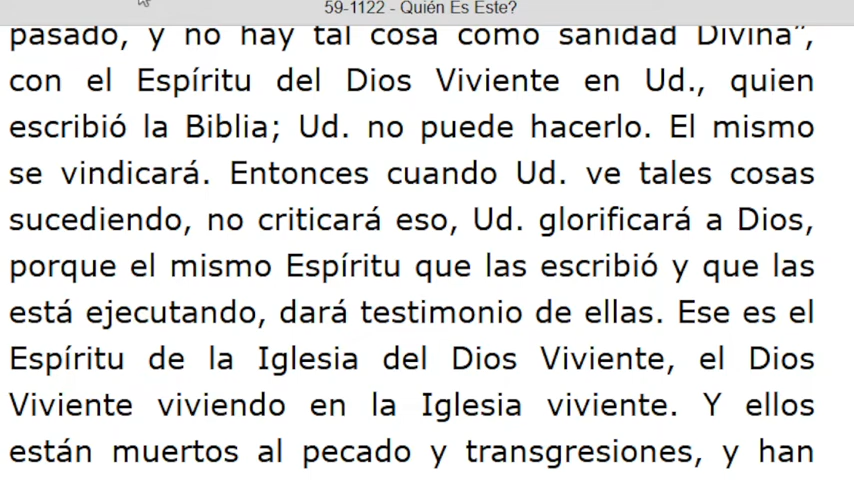 59-1122 - Quién Es Este?
pasado, y no hay tal cosa como sanidad Divina”,
con el Espíritu del Dios Viviente en Ud., quien
escribió la Biblia; Ud. no puede hacerlo. El mismo
se vindicará. Entonces cuando Ud. ve tales cosas
sucediendo, no criticará eso, Ud. glorificará a Dios,
porque el mismo Espíritu que las escribió y que las
está ejecutando, dará testimonio de ellas. Ese es el
Espíritu de la Iglesia del Dios Viviente, el Dios
Viviente viviendo en la Iglesia viviente. Y ellos
están muertos al pecado y transgresiones, y han